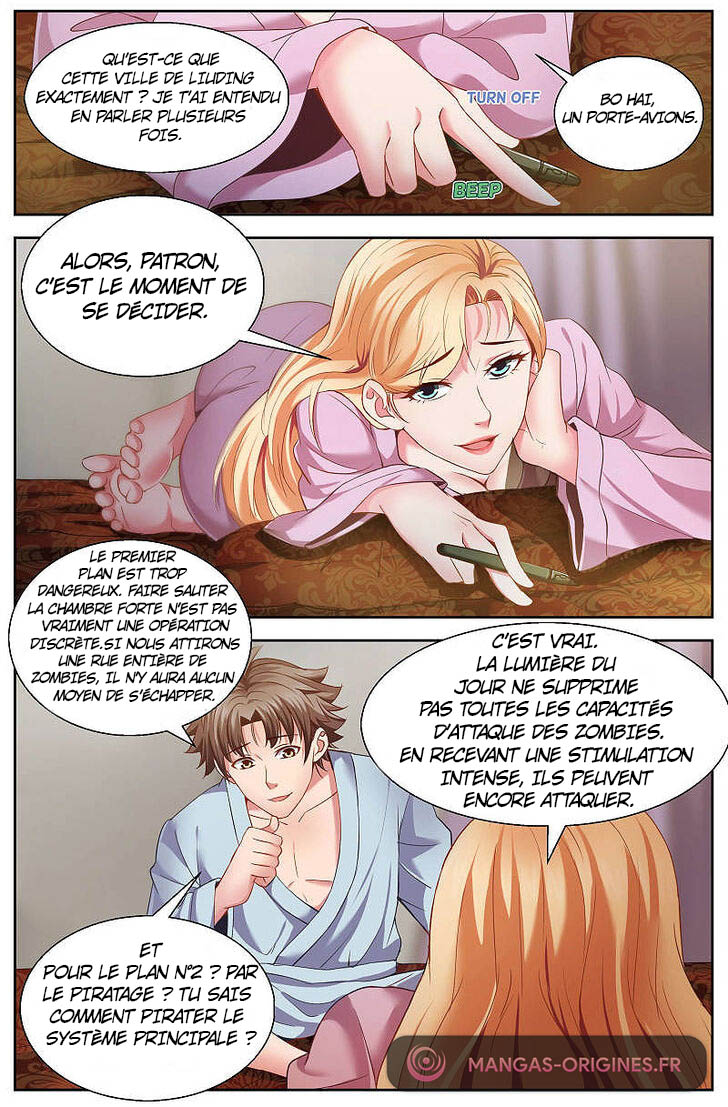 QU'EST-CE QUE
CETTE VILLE DE LIUDING
EXACTEMENT ? JE T'AI ENTENDU
EN PARLER PLUSIEURS
FOIS.
TURN OFF
BO HAI,
UN PORTE-AVIONS.
BEEP
ALORS, PATRON,
C'EST LE MOMENT DE
SE DÉCIDER.
LE PREMIER
PLAN EST TROP
DANGEREUX. FAIRE SAUTER
LA CHAMBRE FORTE N'EST PAS
VRAIMENT UNE OPÉRATION
DISCRÈTE.SI NOUS ATTIRONS
UNE RUE ENTIÈRE DE
ZOMBIES, IL N'Y AURA AUCUN
MOYEN DE S'ÉCHAPPER.
C'EST VRAI.
LA LUMIÈRE DU
JOUR NE SUPPRIME
PAS TOUTES LES CAPACITÉS
D'ATTAQUE DES ZOMBIES.
EN RECEVANT UNE STIMULATION
INTENSE, ILS PEUVENT
ENCORE ATTAQUER.
ET
POUR LE PLAN N°2 ? PAR
LE PIRATAGE ? TU SAIS
COMMENT PIRATER LE
SYSTÈME PRINCIPALE ?
MANGAS-ORIGINES.FR